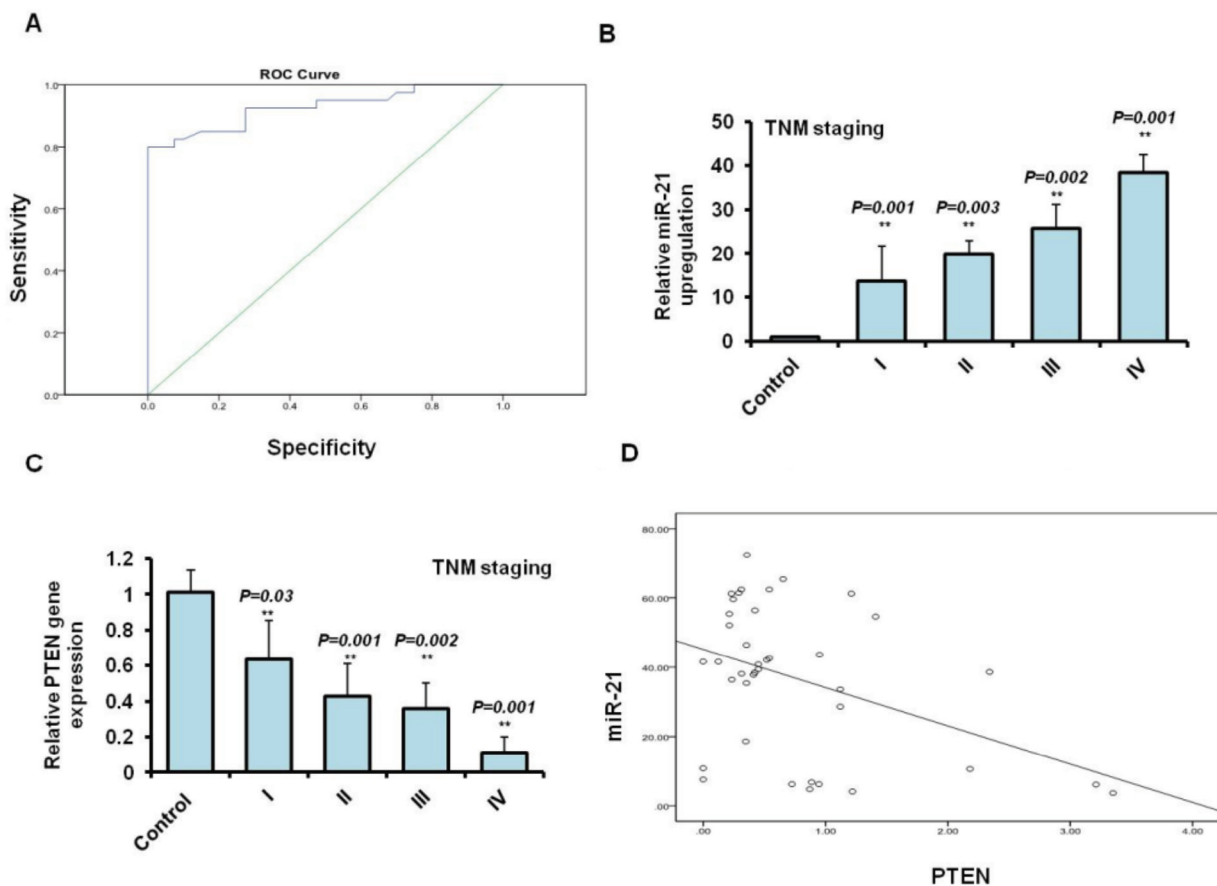 A
ROC Curve
1.0
0.8
0.6
0.4
0.2
0.0
0.0 0.2 0.4 0.6 0.8 1.0
Sensitivity
Specificity
B
TNM staging
50
40
30
20
10
0
Relative miR-21
upregulation
P=0.001
**
P=0.003
**
P=0.002
**
P=0.001
**
Control I II III IV
C
TNM staging
1.2
1
0.8
0.6
0.4
0.2
0
Relative PTEN gene
expression
P=0.03
**
P=0.001
**
P=0.002
**
P=0.001
**
Control I II III IV
D
80.00
60.00
40.00
20.00
.00
miR-21
.00 1.00 2.00 3.00 4.00
PTEN